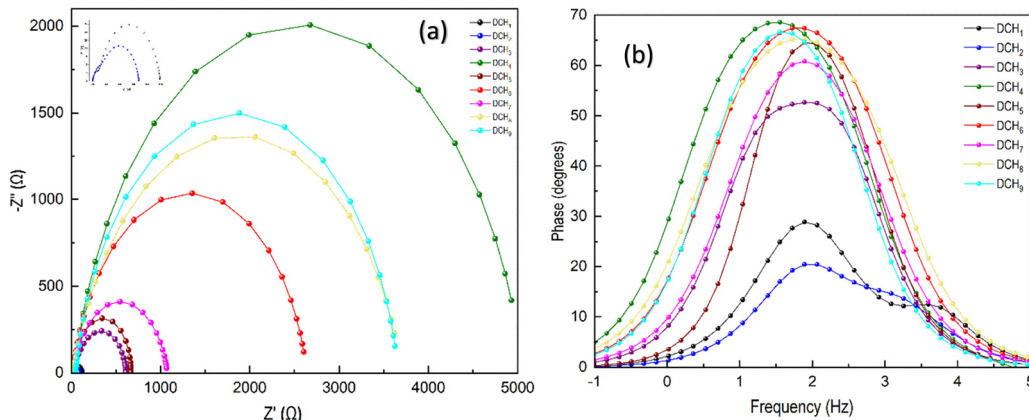 (a)
-Z'' (Ω)
2000
1500
1000
500
0
0 1000 2000 3000 4000 5000
Z' (Ω)
DCH₁
DCH₂
DCH₃
DCH₄
DCH₅
DCH₆
DCH₇
DCH₈
DCH₉
(b)
Phase (degrees)
70
60
50
40
30
20
10
0
-1 0 1 2 3 4 5
Frequency (Hz)
DCH₁
DCH₂
DCH₃
DCH₄
DCH₅
DCH₆
DCH₇
DCH₈
DCH₉